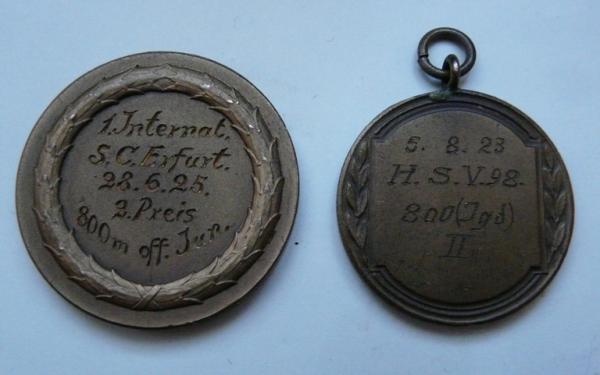 1. Internat.
S. C. Erfurt.
28. 6. 25.
2. Preis
800m off. Jun.
5. 8. 23
H. S. V. 98.
800 (Jgd)
II